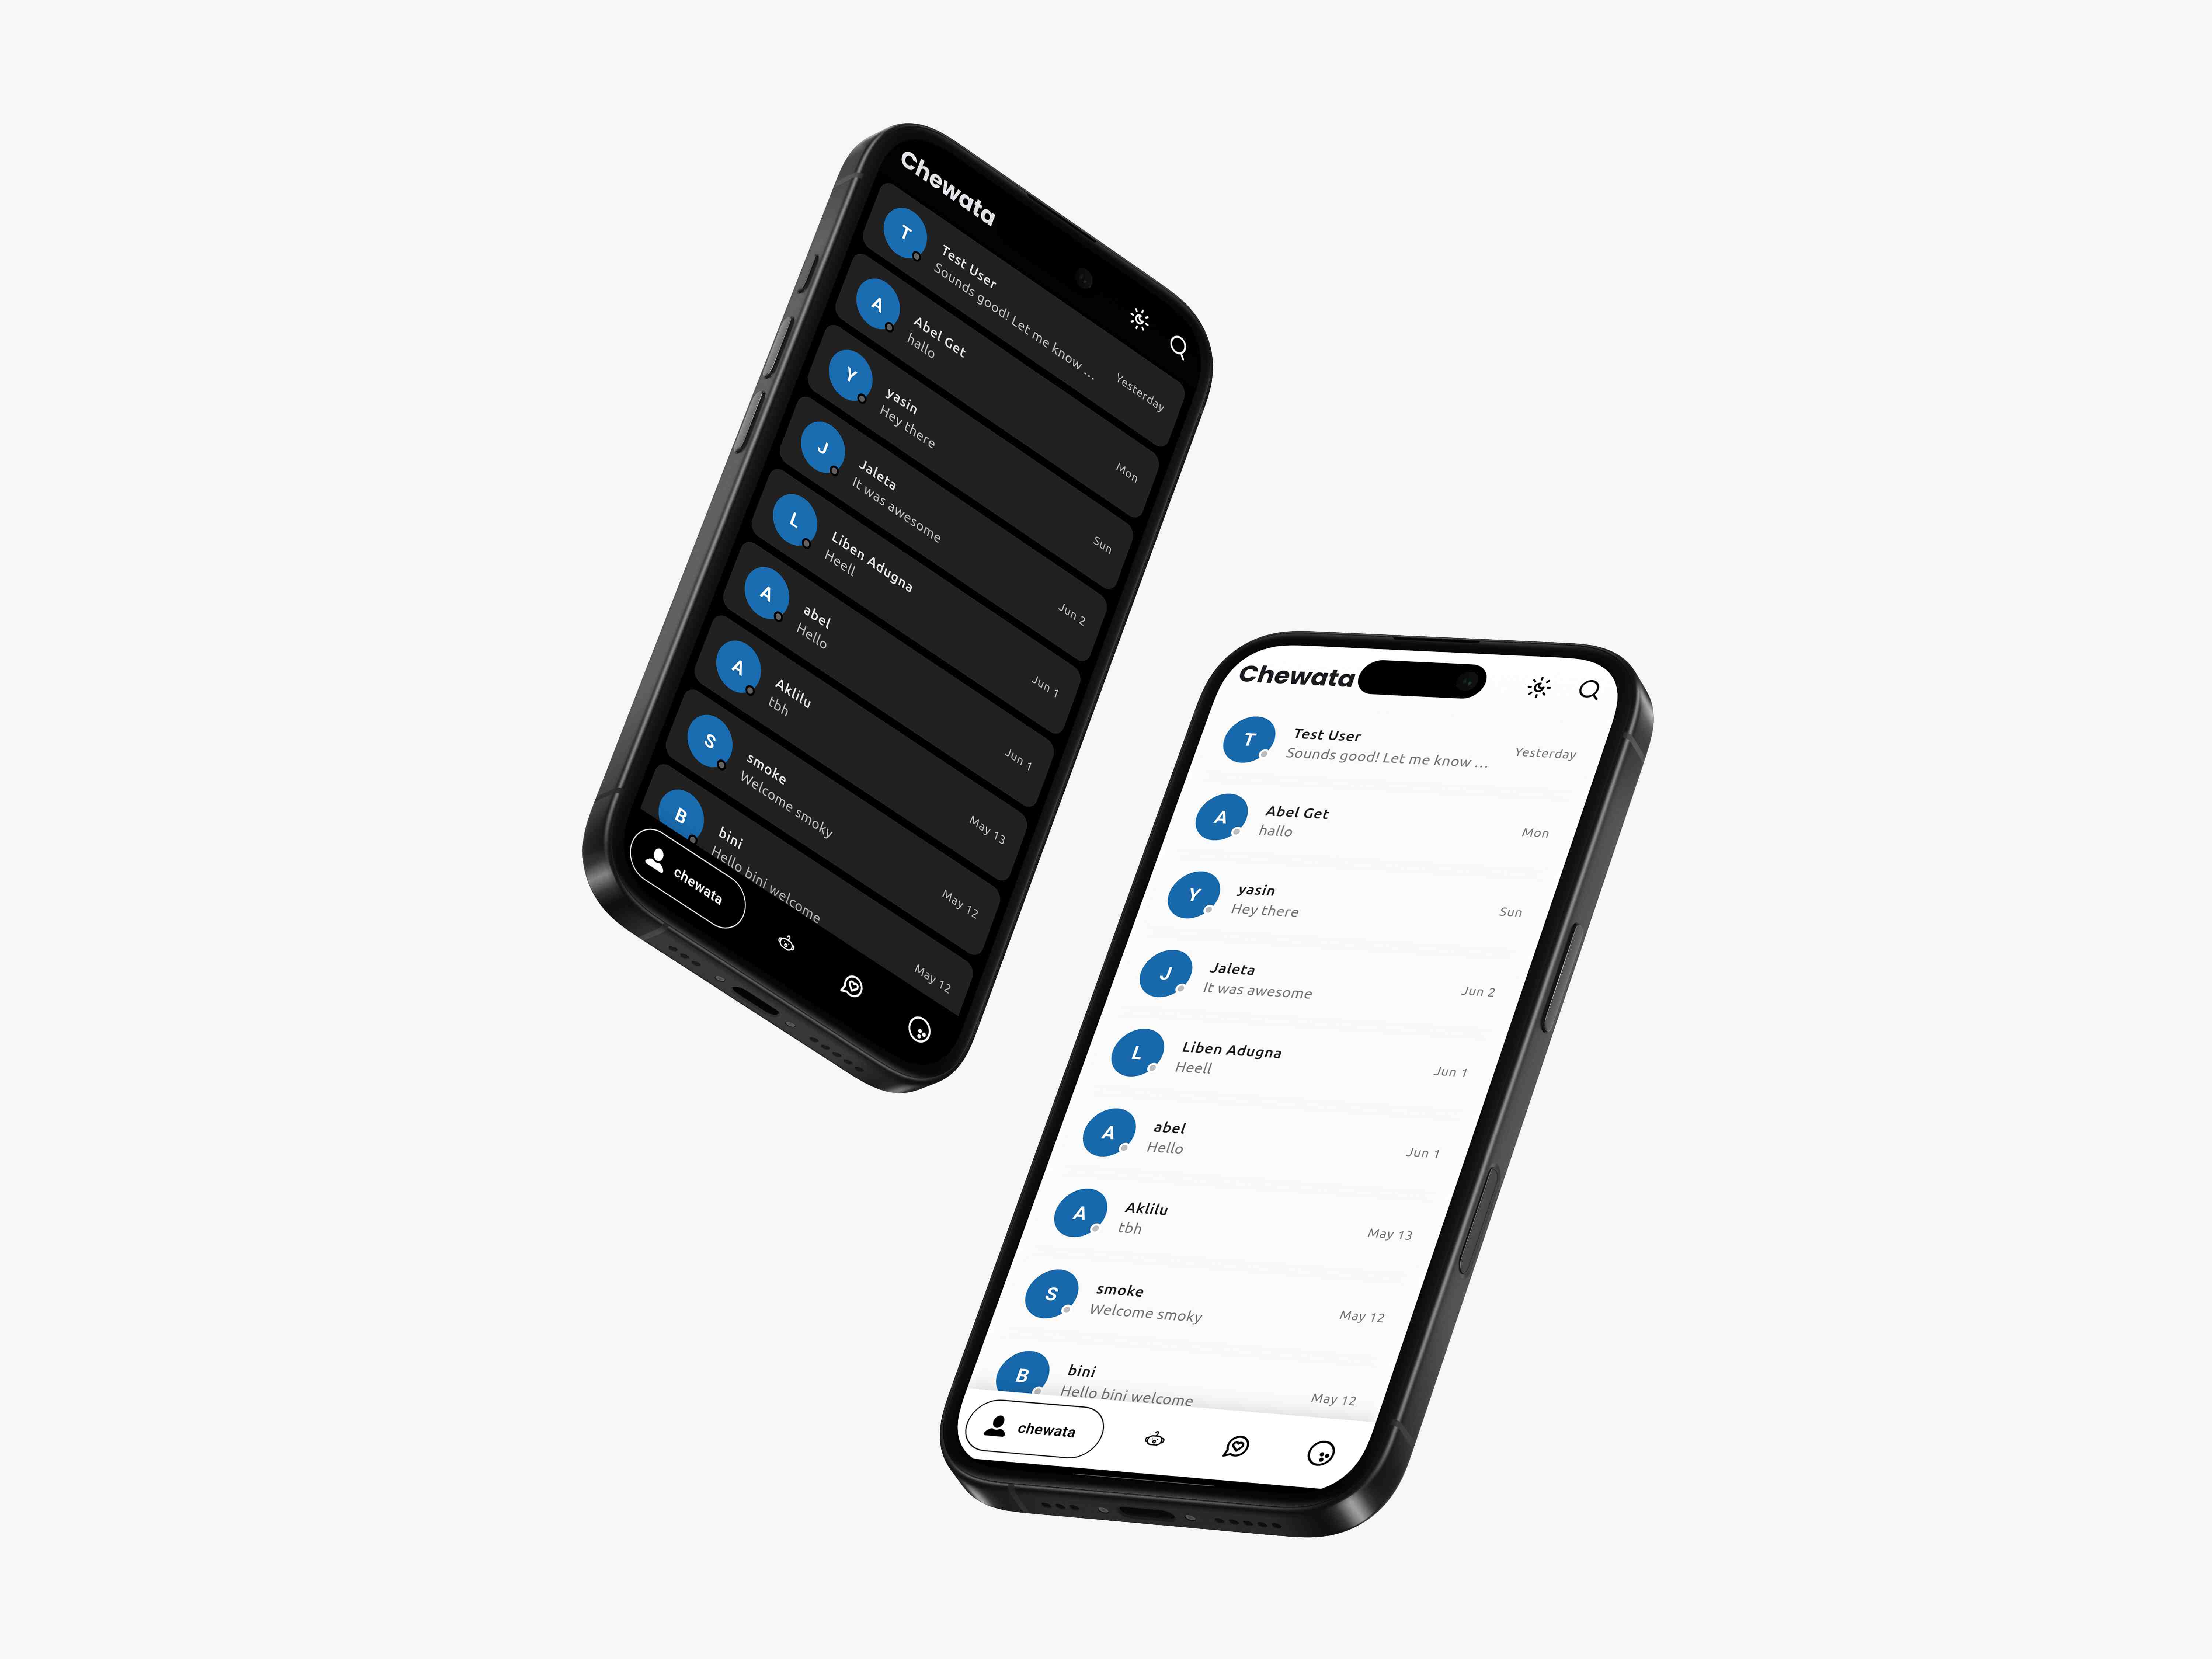 Chewata
T
Test User
Sounds good! Let me know ...
Yesterday
A
Abel Get
hallo
Mon
Y
yasin
Hey there
Sun
J
Jaleta
It was awesome
Jun 2
L
Liben Adugna
Heell
Jun 1
A
abel
Hello
Jun 1
A
Aklilu
tbh
May 13
S
smoke
Welcome smoky
May 12
B
bini
Hello bini welcome
May 12
chewata
Chewata
T
Test User
Sounds good! Let me know ...
Yesterday
A
Abel Get
hallo
Mon
Y
yasin
Hey there
Sun
J
Jaleta
It was awesome
Jun 2
L
Liben Adugna
Heell
Jun 1
A
abel
Hello
Jun 1
A
Aklilu
tbh
May 13
S
smoke
Welcome smoky
May 12
B
bini
Hello bini welcome
May 12
chewata